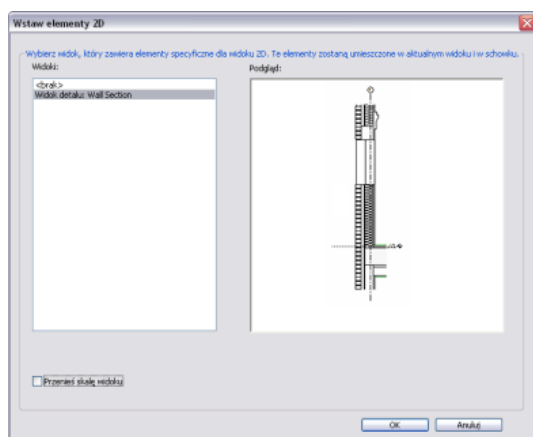 Wstaw elementy 2D
Wybierz widok, który zawiera elementy specyficzne dla widoku 2D. Te elementy zostaną umieszczone w aktualnym widoku i w schowku.
Widoki:
Podgląd:
<brak>
Widok detalu: Wall Section
Przenieś skalę widoku
OK
Anuluj